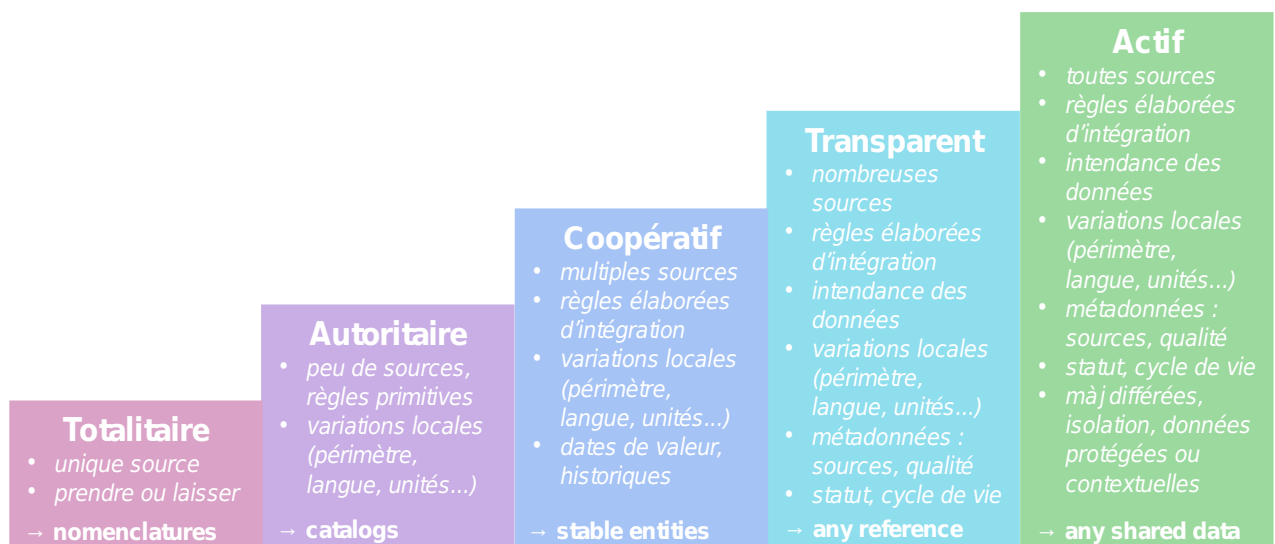 Totalitaire
• unique source
• prendre ou laisser
→ nomenclatures
Autoritaire
• peu de sources,
règles primitives
• variations locales
(périmètre,
langue, unités...)
→ catalogs
Coopératif
• multiples sources
• règles élaborées
d'intégration
• variations locales
(périmètre,
langue, unités...)
• dates de valeur,
historiques
→ stable entities
Transparent
• nombreuses
sources
• règles élaborées
d'intégration
• intendance des
données
• variations locales
(périmètre,
langue, unités...)
• métadonnées :
sources, qualité
• statut, cycle de vie
→ any reference
Actif
• toutes sources
• règles élaborées
d'intégration
• intendance des
données
• variations locales
(périmètre,
langue, unités...)
• métadonnées :
sources, qualité
• statut, cycle de vie
• màj différées,
isolation, données
protégées ou
contextuelles
→ any shared data